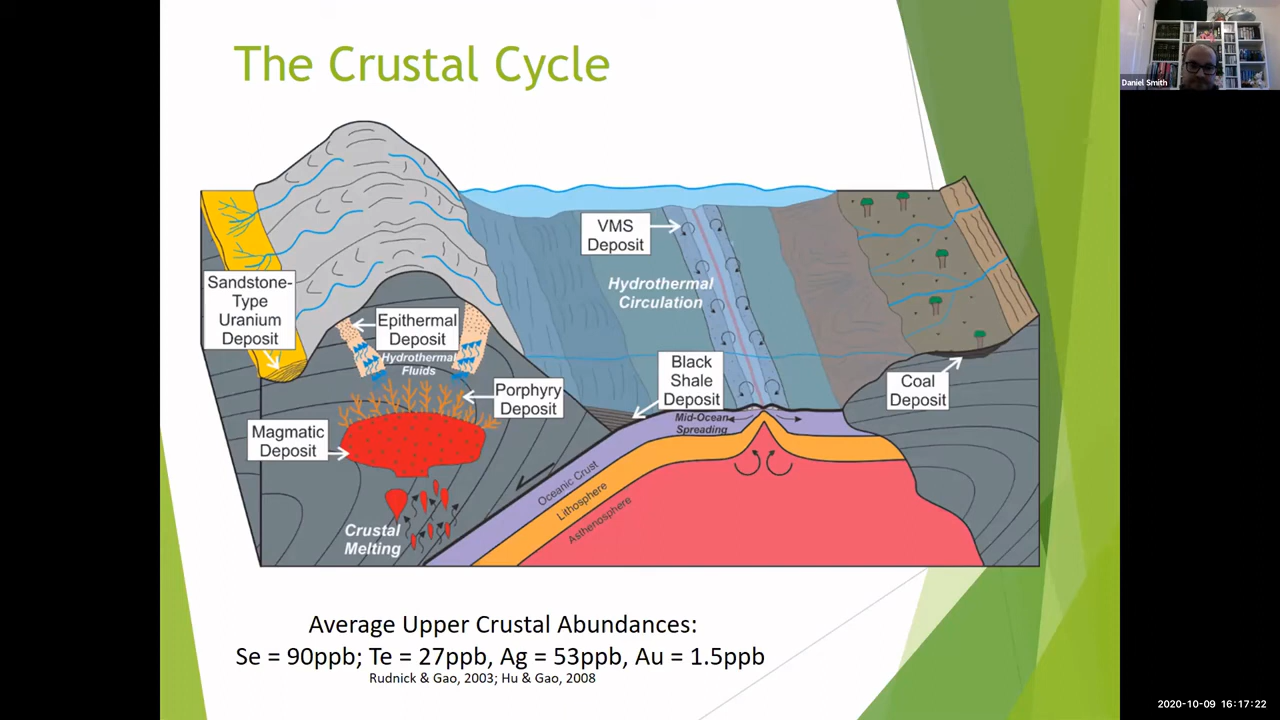 The Crustal Cycle
Daniel Smith
VMS
Deposit
Hydrothermal
Circulation
Sandstone-
Type
Uranium
Deposit
Epithermal
Deposit
Hydrothermal
Fluids
Porphyry
Deposit
Black
Shale
Deposit
Mid-Ocean
Spreading
Coal
Deposit
Magmatic
Deposit
Oceanic Crust
Lithosphere
Asthenosphere
Crustal
Melting
Average Upper Crustal Abundances:
Se = 90ppb; Te = 27ppb, Ag = 53ppb, Au = 1.5ppb
Rudnick & Gao, 2003; Hu & Gao, 2008
2020-10-09 16:17:22